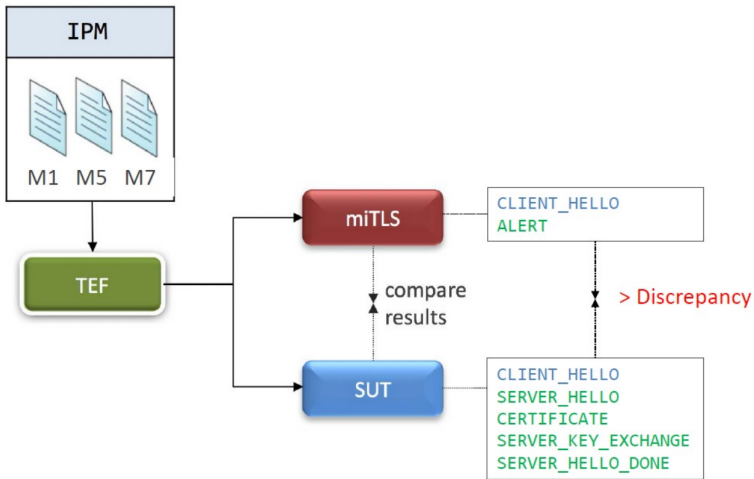 IPM
M1 M5 M7
TEF
miTLS
CLIENT_HELLO
ALERT
compare
results
> Discrepancy
SUT
CLIENT_HELLO
SERVER_HELLO
CERTIFICATE
SERVER_KEY_EXCHANGE
SERVER_HELLO_DONE